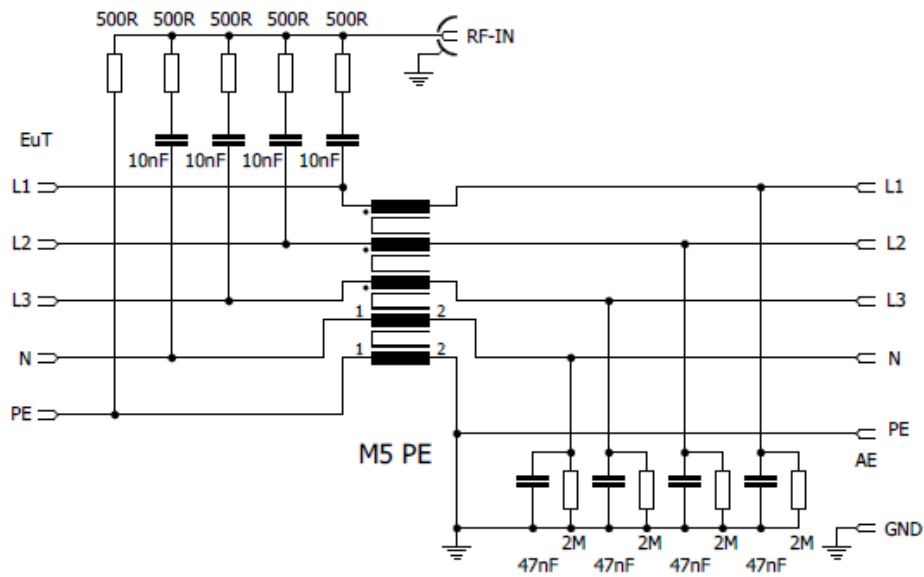 500R 500R 500R 500R 500R
RF-IN
EuT
10nF 10nF 10nF 10nF
L1 L1
L2 L2
L3 L3
1 2
N N
1 2
PE PE
M5 PE
AE
GND
2M 2M 2M 2M
47nF 47nF 47nF 47nF